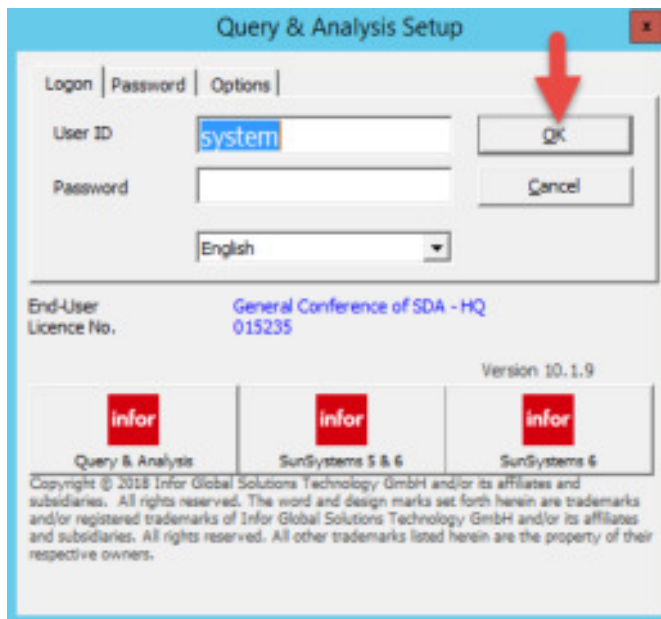 Query & Analysis Setup
x
Logon Password Options
User ID system OK
Password Cancel
English
End-User General Conference of SDA - HQ
Licence No. 015235
Version 10.1.9
infor infor infor
Query & Analysis SunSystems 5 & 6 SunSystems 6
Copyright © 2018 Infor Global Solutions Technology GmbH and/or its affiliates and
subsidiaries. All rights reserved. The word and design marks set forth herein are trademarks
and/or registered trademarks of Infor Global Solutions Technology GmbH and/or its affiliates
and subsidiaries. All rights reserved. All other trademarks listed herein are the property of their
respective owners.